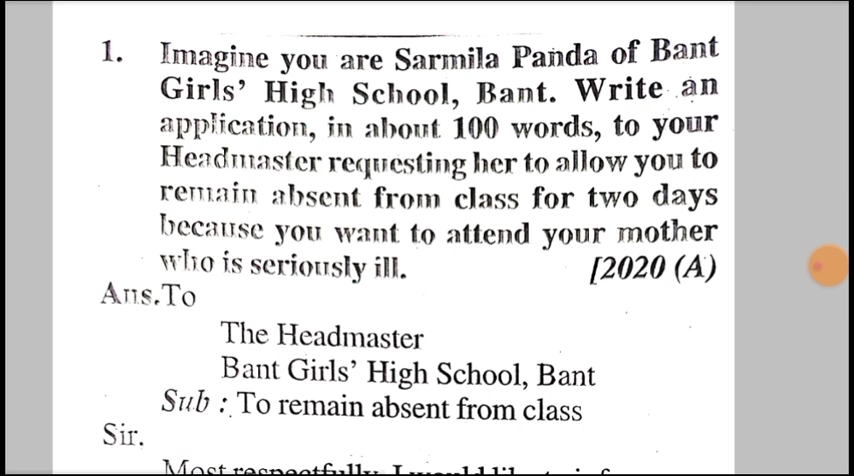 1. Imagine you are Sarmila Panda of Bant
Girls' High School, Bant. Write an
application, in about 100 words, to your
Headmaster requesting her to allow you to
remain absent from class for two days
because you want to attend your mother
who is seriously ill. [2020 (A)
Ans.To
The Headmaster
Bant Girls' High School, Bant
Sub : To remain absent from class
Sir.
Most respectfully I would